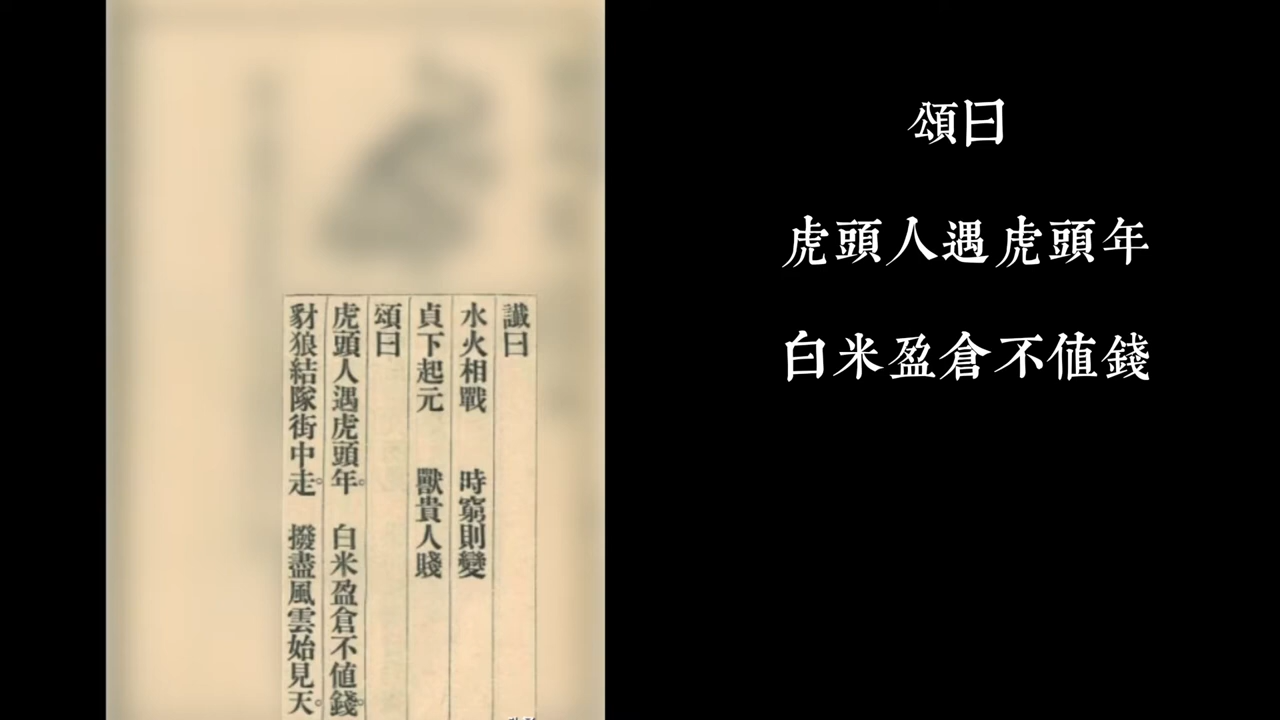 讖曰
水火相戰　時窮則變
貞下起元　獸貴人賤
頌曰
虎頭人遇虎頭年。　白米盈倉不值錢。
豺狼結隊街中走。　撥盡風雲始見天。
頌曰
虎頭人遇虎頭年
白米盈倉不值錢